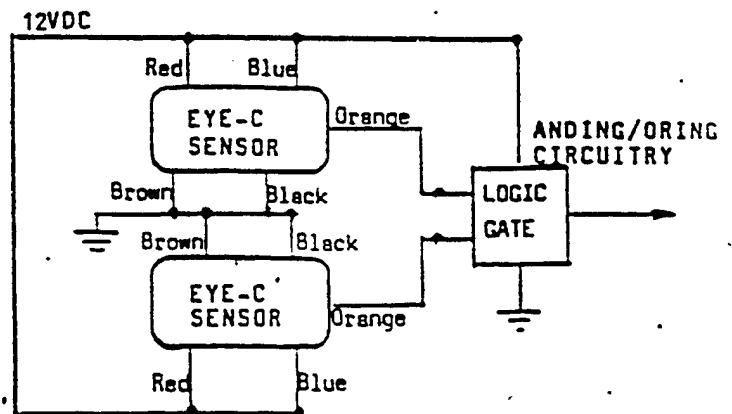 12VDC
Red Blue
EYE-C
SENSOR
Orange
ANDING/ORING
CIRCUITRY
Brown Black
LOGIC
GATE
Brown Black
EYE-C
SENSOR
Orange
Red Blue